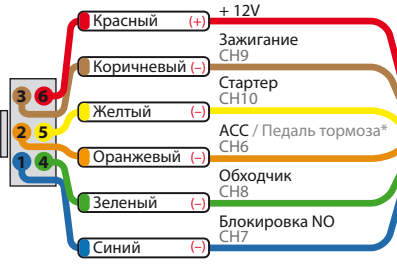 Красный (+) + 12V
Зажигание
Коричневый (–) CH9
Стартер
3 6 CH10
Желтый (–)
2 5 ACC / Педаль тормоза*
Оранжевый (–) CH6
1 4 Обходчик
CH8
Зеленый (–)
Блокировка NO
CH7
Синий (–)